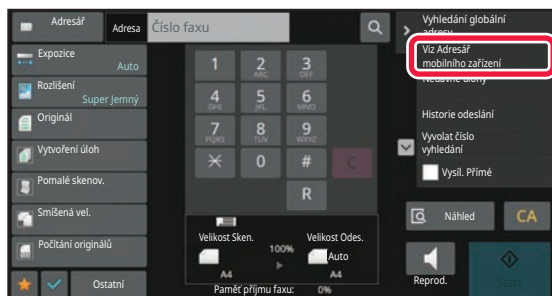 Adresář
Adresa
Číslo faxu
Vyhledání globální
adresy
Viz Adresář
mobilního zařízení
Nedávné úlohy
Historie odeslání
Vyvolat číslo
vyhledání
Vysíl. Přímé
Náhled
CA
Reprod.
Start
Expozice
Auto
Rozlišení
Super Jemný
Originál
Vytvoření úloh
Pomalé skenov.
Smíšená vel.
Počítání originálů
Ostatní
1
2
ABC
3
DEF
4
GHI
5
JKL
6
MNO
7
PQRS
8
TUV
9
WXYZ
0
#
C
R
Velikost Sken.
100%
Velikost Odes.
Auto
A4
A4
Paměť příjmu faxu: 0%